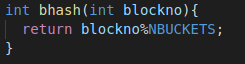 int bhash(int blockno){
  return blockno%NBUCKETS;
}